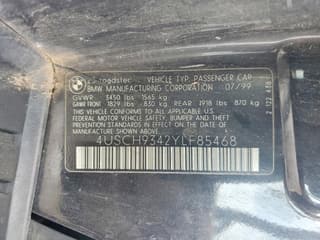 roadster VEHICLE TYP. PASSENGER CAR
BMW MANUFACTURING CORPORATION 07/99
GVWR 3450 lbs 1565 kg
GAWR FRONT 1829 lbs 830 kg REAR 1918 lbs 870 kg
THIS VEHICLE CONFORMS TO ALL APPLICABLE
FEDERAL MOTOR VEHICLE SAFETY, BUMPER,
AND THEFT PREVENTION STANDARDS IN EFFECT
ON THE DATE OF MANUFACTURE SHOWN ABOVE.
4USCH9342YLF85468